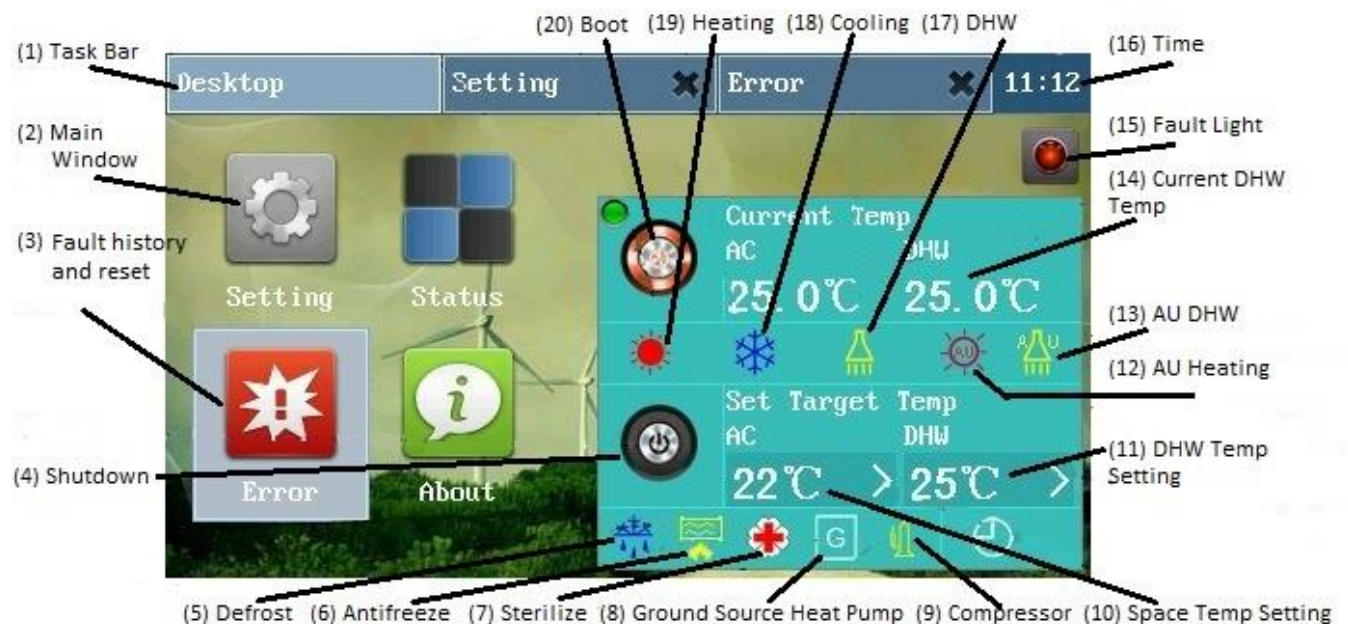 (20) Boot (19) Heating (18) Cooling (17) DHW
(1) Task Bar
(16) Time
Desktop Setting Error 11:12
(2) Main
Window
(15) Fault Light
(14) Current DHW
Temp
(3) Fault history
and reset
Current Temp
AC DHW
25.0℃ 25.0℃
Setting Status
(13) AU DHW
AU A U
(12) AU Heating
Set Target Temp
AC DHW
(11) DHW Temp
Setting
(4) Shutdown
22℃ > 25℃ >
Error About
G
(5) Defrost (6) Antifreeze (7) Sterilize (8) Ground Source Heat Pump (9) Compressor (10) Space Temp Setting